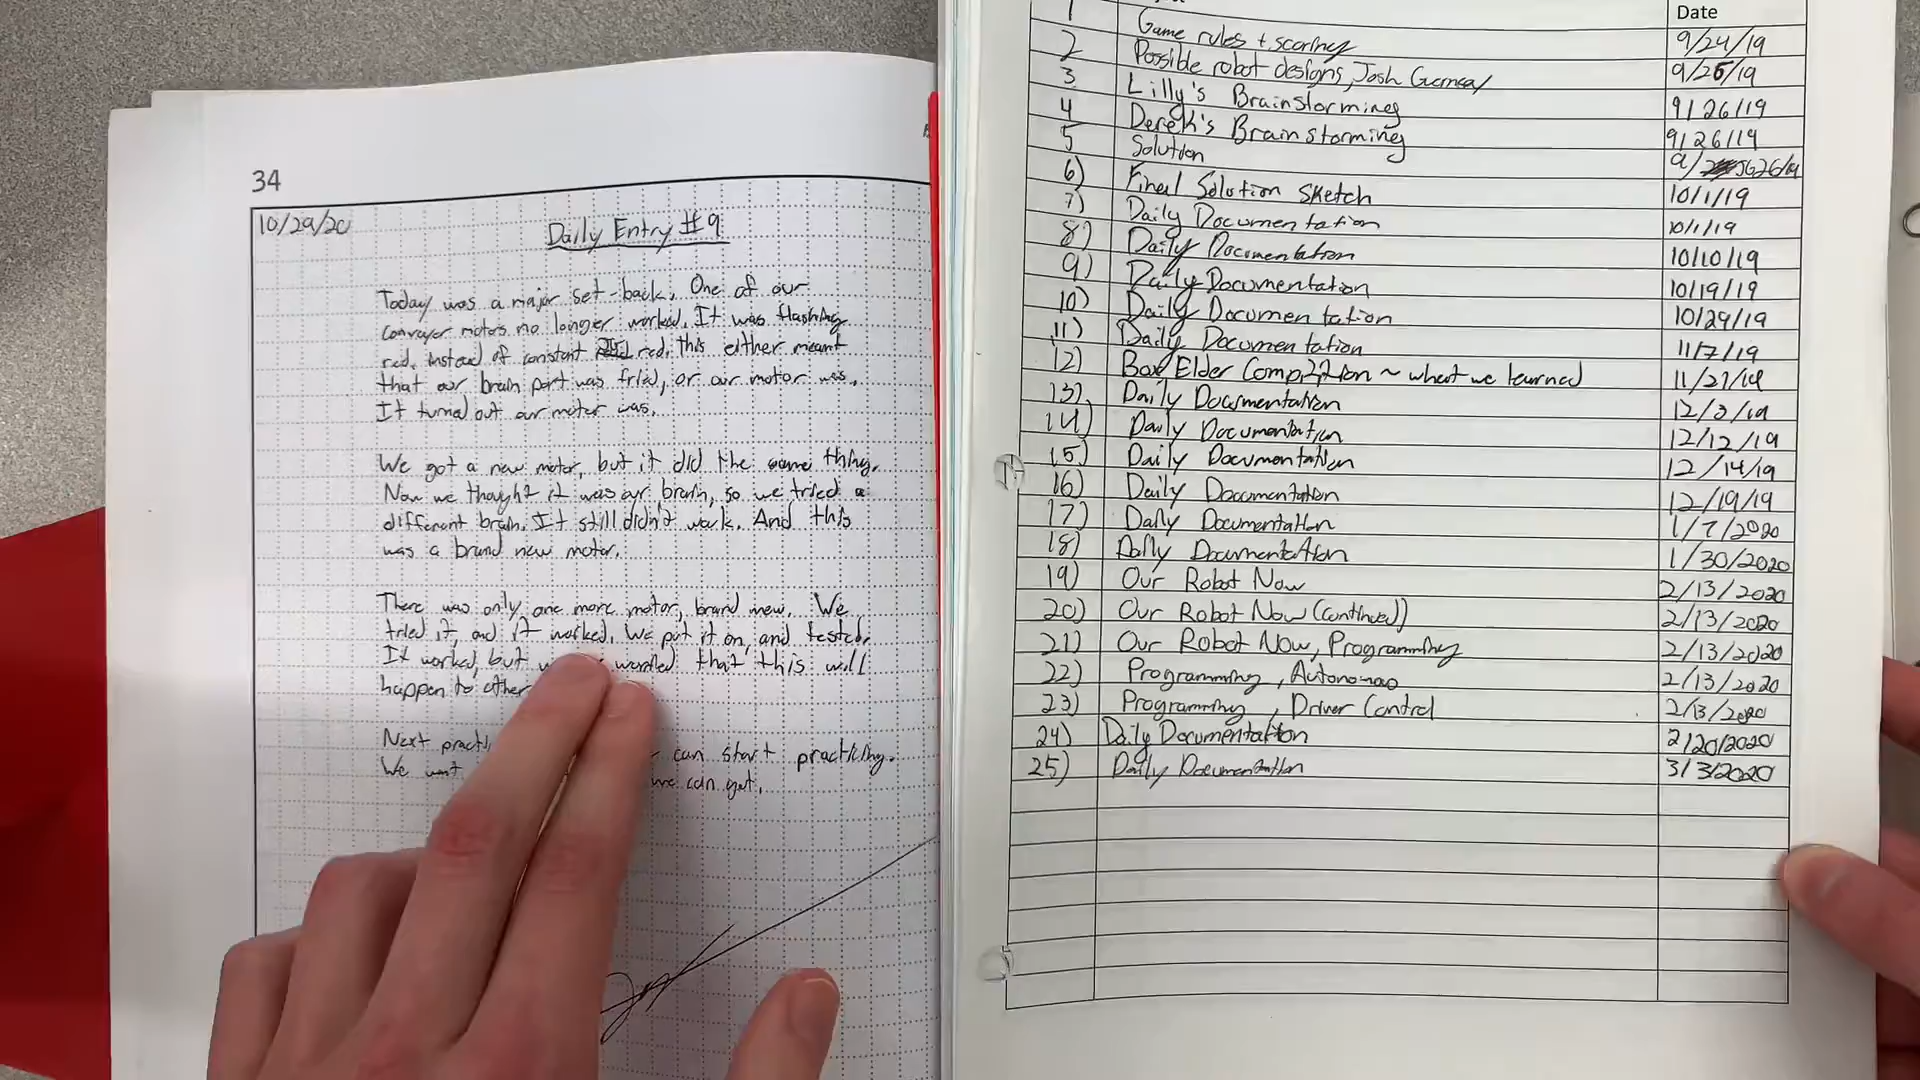 34
10/29/20
Daily Entry #9
Today was a major set-back. One of our
conveyer motors no longer worked. It was flashing
red, instead of constant red. this either meant
that our brain port was fried, or our motor was.
It turned out our motor was.
We got a new motor, but it did the same thing.
Now we thought it was our brain, so we tried a
different brain. It still didn't work. And this
was a brand new motor.
There was only one more motor, brand new. We
tried it, and it worked. We put it on, and tested.
It worked, but worried that this will
happen to other
Next can start practicing.
We want we can get.
Date
1 Game rules + scoring 9/24/19
2 Possible robot designs, Josh 9/25/19
3 Lilly's Brainstorming 9/26/19
4 Derek's Brainstorming 9/26/19
5 Solution 9/
6) Final Solution Sketch 10/1/19
7) Daily Documentation 10/1/19
8) Daily Documentation 10/10/19
9) Daily Documentation 10/19/19
10) Daily Documentation 10/29/19
11) Daily Documentation 11/7/19
12) Box Elder ~ what we learned
13) Daily Documentation 12/3/19
14) Daily Documentation 12/12/19
15) Daily Documentation 12/14/19
16) Daily Documentation 12/19/19
17) Daily Documentation 1/7/2020
18) Daily Documentation 1/30/2020
19) Our Robot Now 2/13/2020
20) Our Robot Now (continued) 2/13/2020
21) Our Robot Now, Programming 2/13/2020
22) Programming, 2/13/2020
23) Programming, Driver Control 2/13/2020
24) Daily Documentation 2/20/2020
25) Daily Documentation 3/3/2020